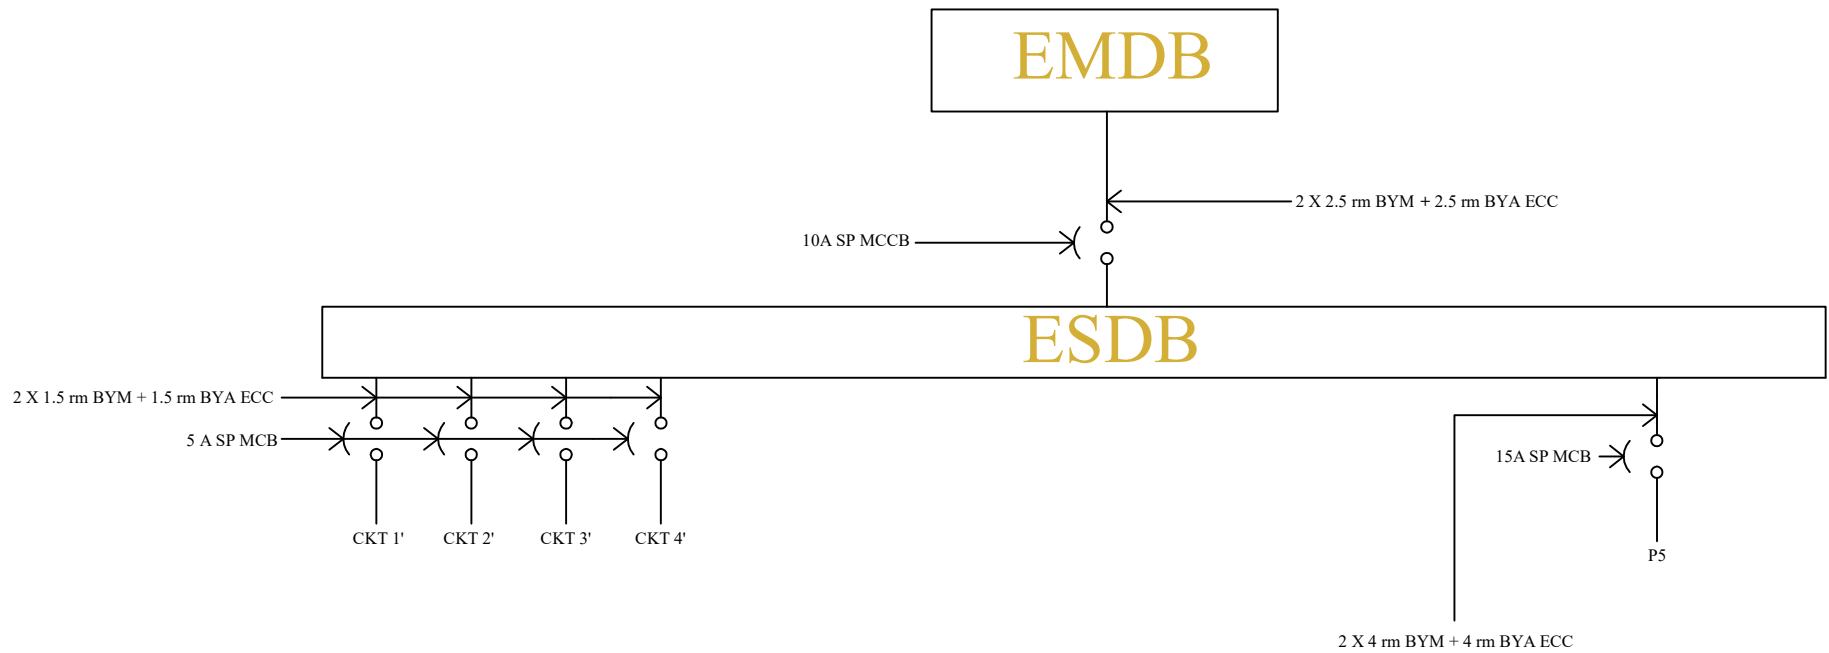 EMDB
2 X 2.5 rm BYM + 2.5 rm BYA ECC
10A SP MCCB
ESDB
2 X 1.5 rm BYM + 1.5 rm BYA ECC
5 A SP MCB
15A SP MCB
CKT 1'
CKT 2'
CKT 3'
CKT 4'
P5
2 X 4 rm BYM + 4 rm BYA ECC